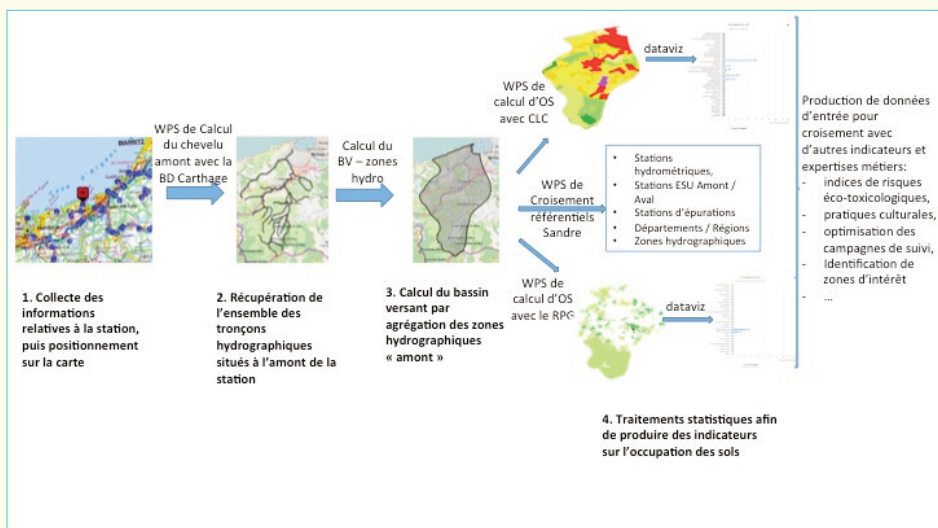 WPS de Calcul
du chevelu
amont avec la
BD Carthage
Calcul du
BV – zones
hydro
WPS de
calcul d'OS
avec CLC
dataviz
WPS de
Croisement
référentiels
Sandre
• Stations
hydrométriques,
• Stations ESU Amont /
Aval
• Stations d'épurations
• Départements / Régions
• Zones hydrographiques
WPS de
calcul d'OS
avec le RPG
dataviz
Production de données
d'entrée pour
croisement avec
d'autres indicateurs et
expertises métiers:
- indices de risques
éco-toxicologiques,
- pratiques culturales,
- optimisation des
campagnes de suivi,
- Identification de
zones d'intérêt
- ...
BIARRITZ
1. Collecte des
informations
relatives à la station,
puis positionnement
sur la carte
2. Récupération de
l'ensemble des
tronçons
hydrographiques
situés à l'amont de la
station
3. Calcul du bassin
versant par
agrégation des zones
hydrographiques
« amont »
4. Traitements statistiques afin
de produire des indicateurs
sur l'occupation des sols